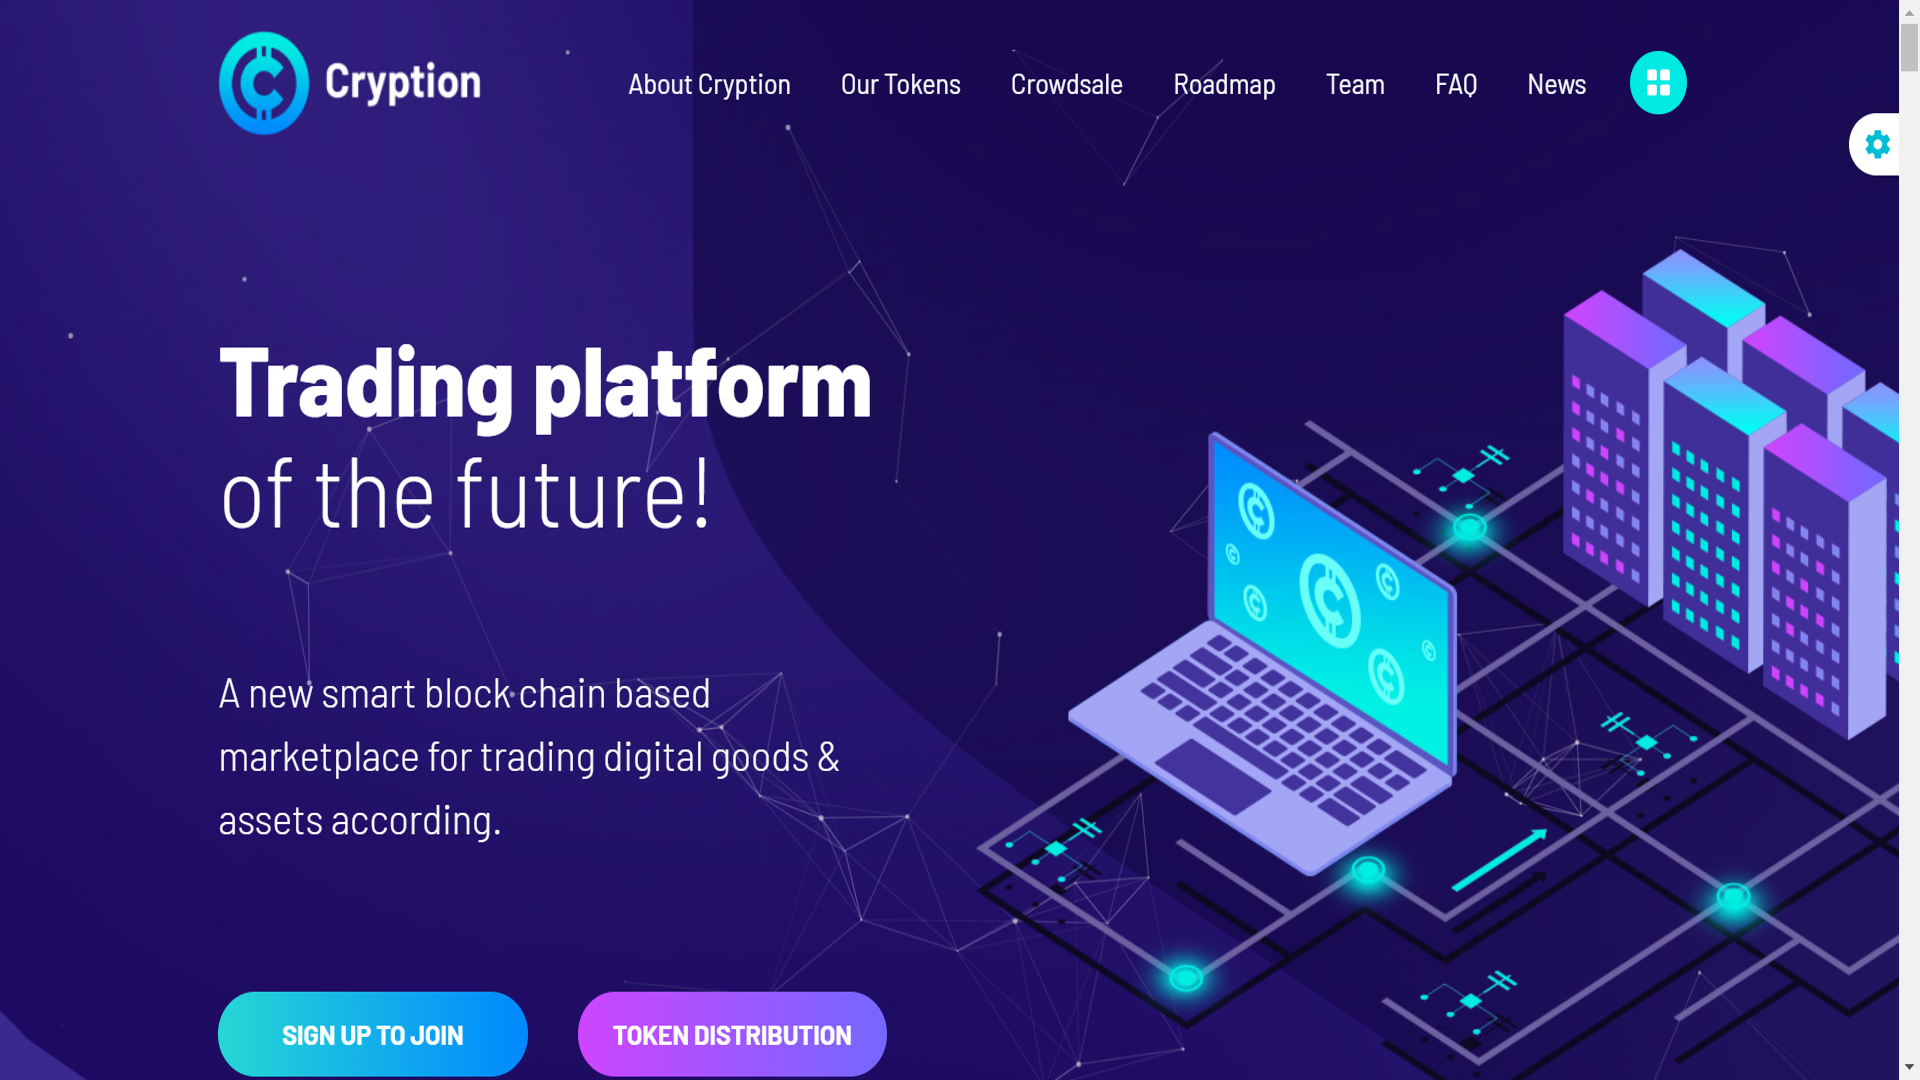 Cryption
About Cryption Our Tokens Crowdsale Roadmap Team FAQ News
Trading platform
of the future!
A new smart block chain based
marketplace for trading digital goods &
assets according.
SIGN UP TO JOIN TOKEN DISTRIBUTION